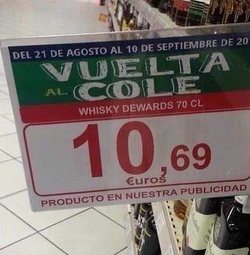 DEL 21 DE AGOSTO AL 10 DE SEPTIEMBRE DE 20
VUELTA
AL COLE
WHISKY DEWARDS 70 CL
10,69
€uros
PRODUCTO EN NUESTRA PUBLICIDAD